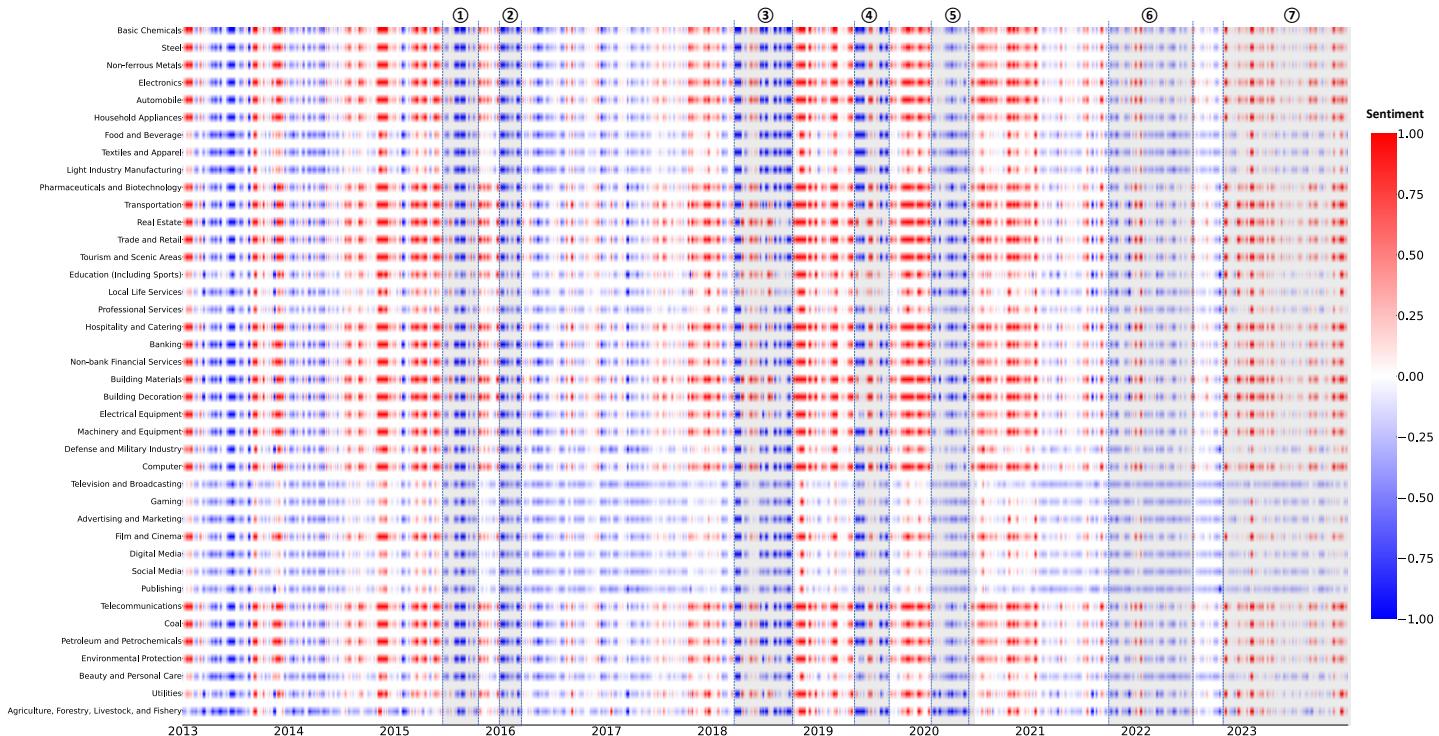 ① ② ③ ④ ⑤ ⑥ ⑦
Basic Chemicals
Steel
Non-ferrous Metals
Electronics
Automobile
Household Appliances
Food and Beverage
Textiles and Apparel
Light Industry Manufacturing
Pharmaceuticals and Biotechnology
Transportation
Real Estate
Trade and Retail
Tourism and Scenic Areas
Education (Including Sports)
Local Life Services
Professional Services
Hospitality and Catering
Banking
Non-bank Financial Services
Building Materials
Building Decoration
Electrical Equipment
Machinery and Equipment
Defense and Military Industry
Computer
Television and Broadcasting
Gaming
Advertising and Marketing
Film and Cinema
Digital Media
Social Media
Publishing
Telecommunications
Coal
Petroleum and Petrochemicals
Environmental Protection
Beauty and Personal Care
Utilities
Agriculture, Forestry, Livestock, and Fishery
2013 2014 2015 2016 2017 2018 2019 2020 2021 2022 2023
Sentiment
1.00
0.75
0.50
0.25
0.00
−0.25
−0.50
−0.75
−1.00